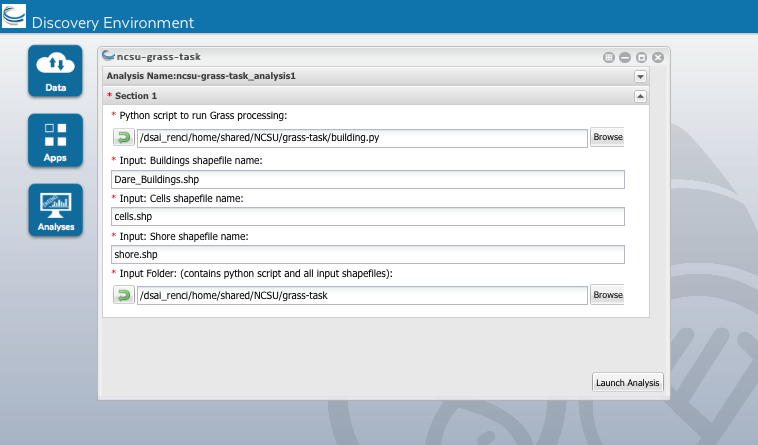 Discovery Environment
Data
Apps
Analyses
ncsu-grass-task
Analysis Name:ncsu-grass-task_analysis1
* Section 1
* Python script to run Grass processing:
/dsai_renci/home/shared/NCSU/grass-task/building.py
Browse
* Input: Buildings shapefile name:
Dare_Buildings.shp
* Input: Cells shapefile name:
cells.shp
* Input: Shore shapefile name:
shore.shp
* Input Folder: (contains python script and all input shapefiles):
/dsai_renci/home/shared/NCSU/grass-task
Browse
Launch Analysis